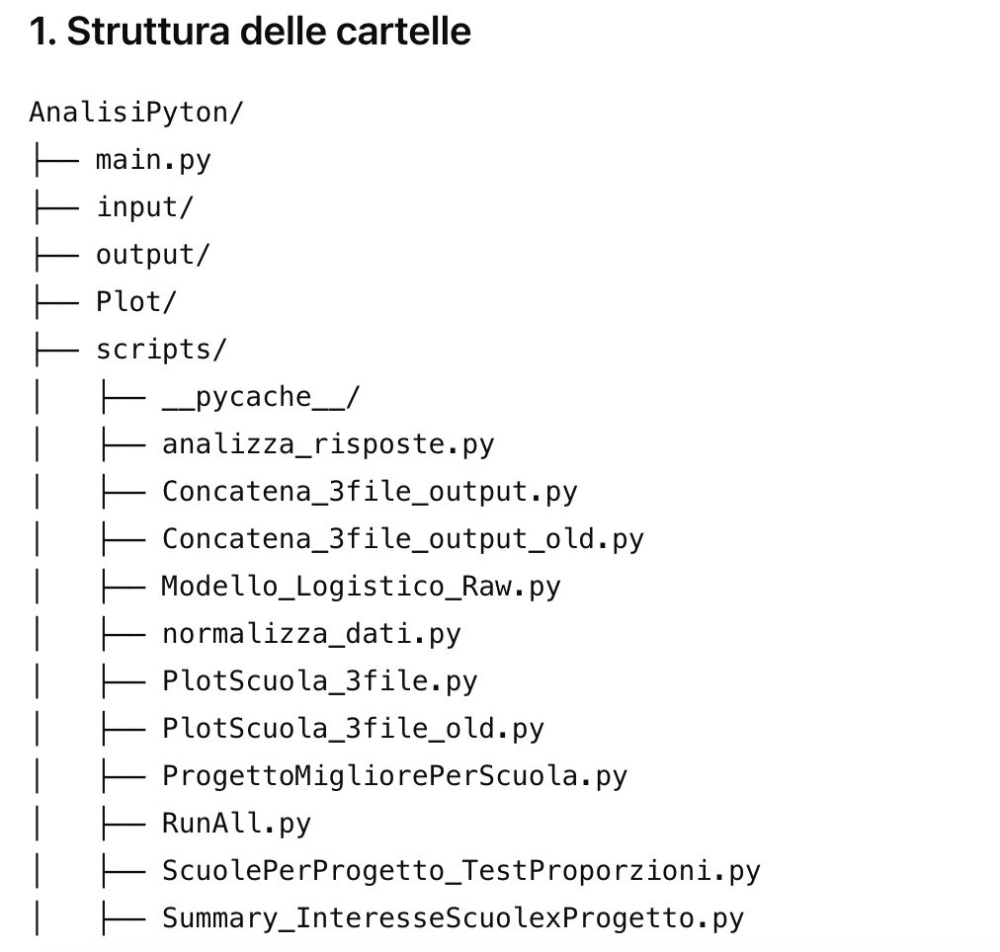 1. Struttura delle cartelle
AnalisiPyton/
├── main.py
├── input/
├── output/
├── Plot/
├── scripts/
│   ├── __pycache__/
│   ├── analizza_risposte.py
│   ├── Concatena_3file_output.py
│   ├── Concatena_3file_output_old.py
│   ├── Modello_Logistico_Raw.py
│   ├── normalizza_dati.py
│   ├── PlotScuola_3file.py
│   ├── PlotScuola_3file_old.py
│   ├── ProgettoMigliorePerScuola.py
│   ├── RunAll.py
│   ├── ScuolePerProgetto_TestProporzioni.py
│   ├── Summary_InteresseScuolexProgetto.py